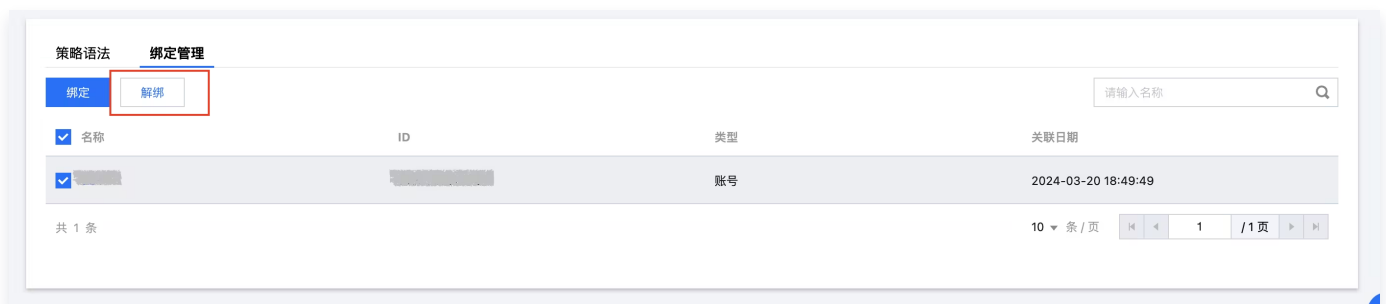 策略语法 绑定管理
绑定 解绑 请输入名称
名称 ID 类型 关联日期
账号 2024-03-20 18:49:49
共 1 条 10 条 / 页 1 / 1 页